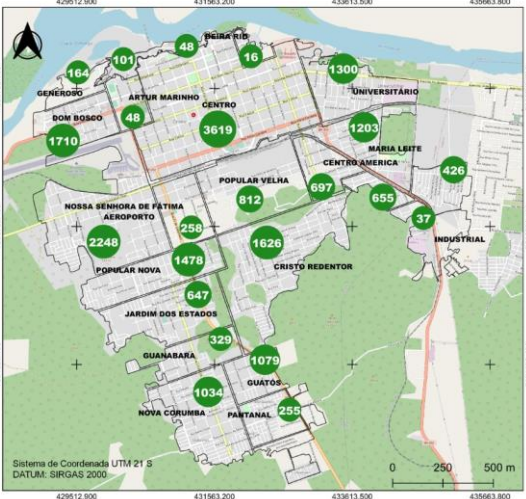 429512.900 431563.200 433613.500 435663.800
BEIRA RIO
48
101
16
164
1300
GENEROSO
UNIVERSITÁRIO
ARTUR MARINHO
CENTRO
DOM BOSCO
48
3619
1203
1710
MARIA LEITE
CENTRO AMERICA
426
POPULAR VELHA
697
655
812
NOSSA SENHORA DE FÁTIMA
AEROPORTO
37
258
2248
1626
INDUSTRIAL
1478
POPULAR NOVA
CRISTO REDENTOR
647
JARDIM DOS ESTADOS
329
GUANABARA
1079
GUATÓS
1034
255
NOVA CORUMBA
PANTANAL
Sistema de Coordenada UTM 21 S
DATUM: SIRGAS 2000
0 250 500 m
429512.900 431563.200 433613.500 435663.800